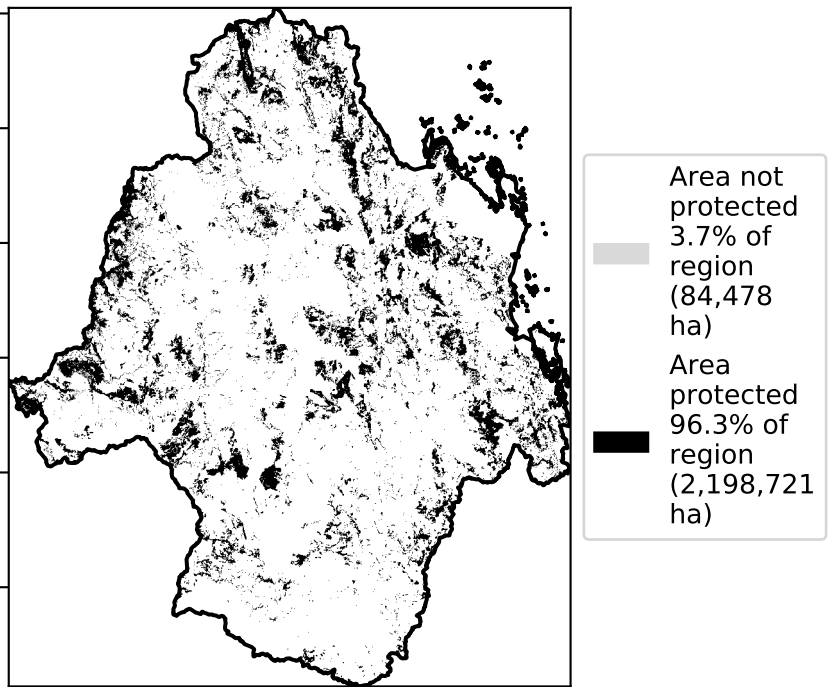 Area not
protected
3.7% of
region
(84,478
ha)
Area
protected
96.3% of
region
(2,198,721
ha)